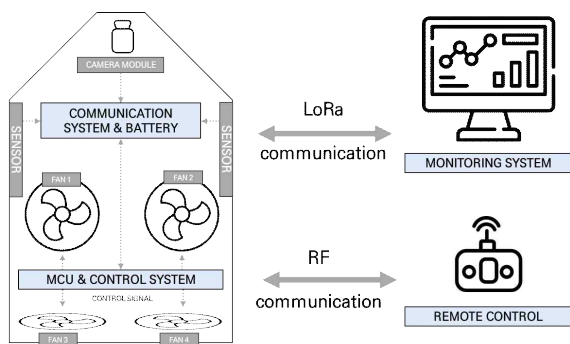 CAMERA MODULE
COMMUNICATION
SYSTEM & BATTERY
SENSOR
SENSOR
FAN 1
FAN 2
MCU & CONTROL SYSTEM
CONTROL SIGNAL
FAN 3
FAN 4
LoRa
communication
MONITORING SYSTEM
RF
communication
REMOTE CONTROL